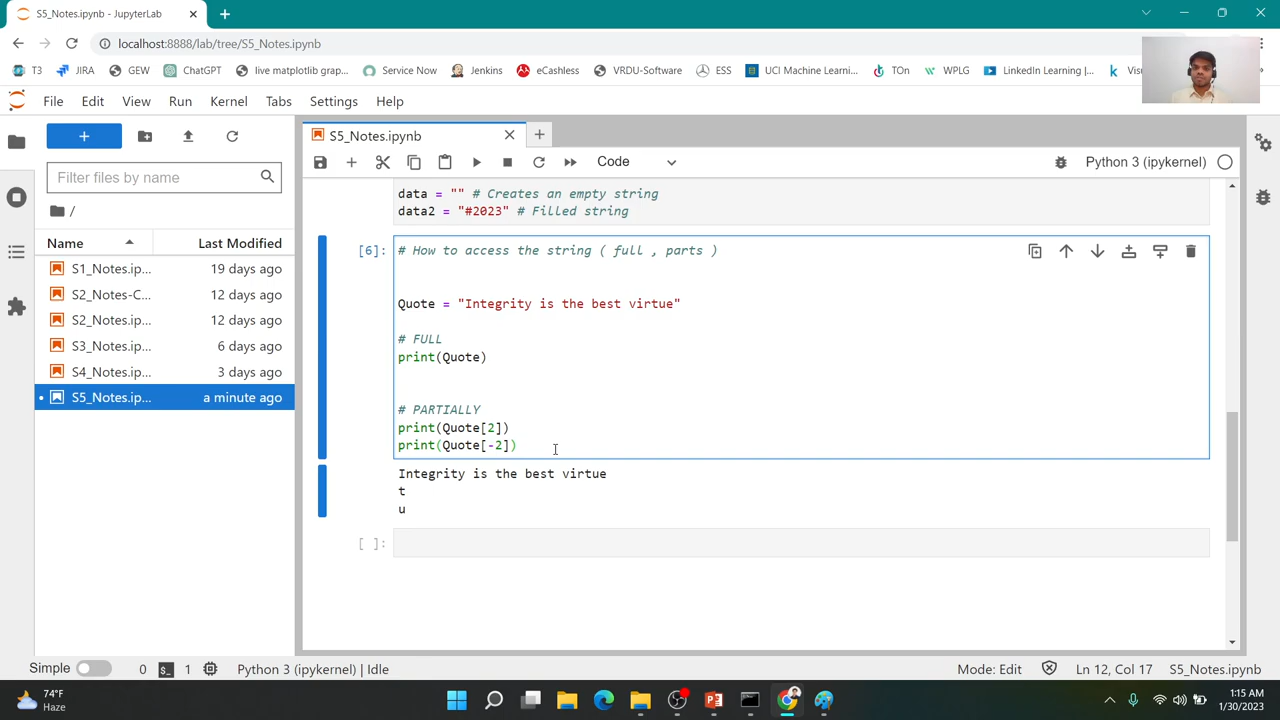 S5_Notes.ipynb - JupyterLab
localhost:8888/lab/tree/S5_Notes.ipynb
T3 JIRA GEW ChatGPT live matplotlib grap... Service Now Jenkins eCashless VRDU-Software ESS UCI Machine Learni... TOn WPLG LinkedIn Learning |...
File Edit View Run Kernel Tabs Settings Help
S5_Notes.ipynb
Filter files by name
Code
Python 3 (ipykernel)
/
Name Last Modified
S1_Notes.ip... 19 days ago
S2_Notes-C... 12 days ago
S2_Notes.ip... 12 days ago
S3_Notes.ip... 6 days ago
S4_Notes.ip... 3 days ago
S5_Notes.ip... a minute ago
data = "" # Creates an empty string
data2 = "#2023" # Filled string
[6]: # How to access the string ( full , parts )
Quote = "Integrity is the best virtue"
# FULL
print(Quote)
# PARTIALLY
print(Quote[2])
print(Quote[-2])
Integrity is the best virtue
t
u
[ ]:
Simple 0 1 Python 3 (ipykernel) | Idle Mode: Edit Ln 12, Col 17 S5_Notes.ipynb
74°F
Haze
1:15 AM
1/30/2023